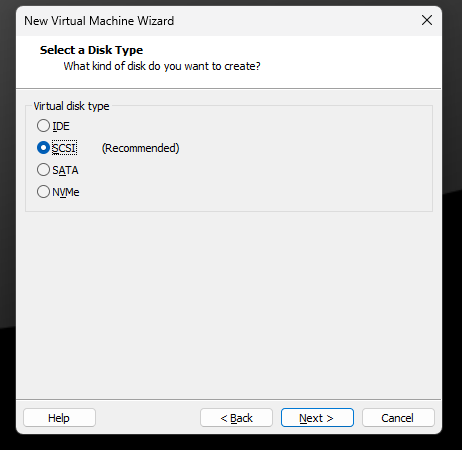 New Virtual Machine Wizard
Select a Disk Type
What kind of disk do you want to create?
Virtual disk type
IDE
SCSI (Recommended)
SATA
NVMe
Help < Back Next > Cancel